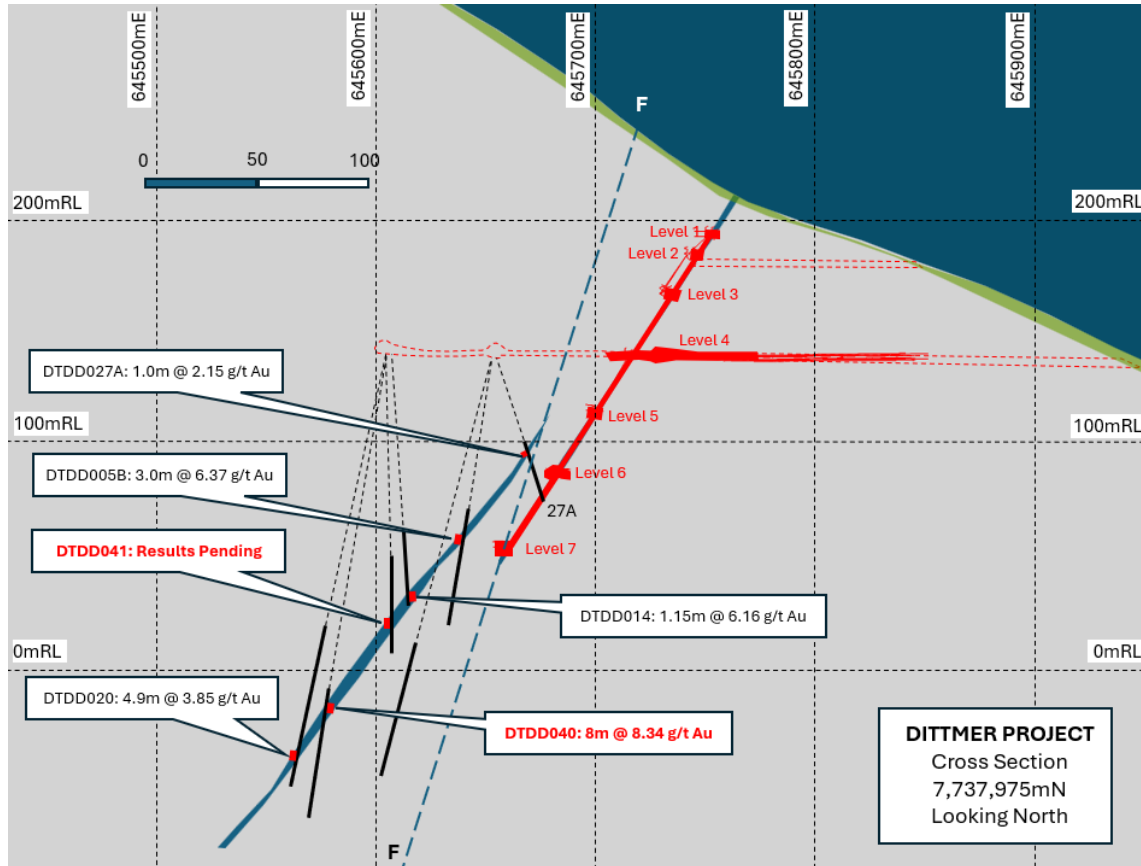 645500mE
645600mE
645700mE
645800mE
645900mE
F
0
50
100
200mRL
200mRL
Level 1
Level 2
Level 3
Level 4
DTDD027A: 1.0m @ 2.15 g/t Au
Level 5
100mRL
100mRL
DTDD005B: 3.0m @ 6.37 g/t Au
Level 6
27A
DTDD041: Results Pending
Level 7
DTDD014: 1.15m @ 6.16 g/t Au
0mRL
0mRL
DTDD020: 4.9m @ 3.85 g/t Au
DTDD040: 8m @ 8.34 g/t Au
DITTMER PROJECT
Cross Section
7,737,975mN
Looking North
F